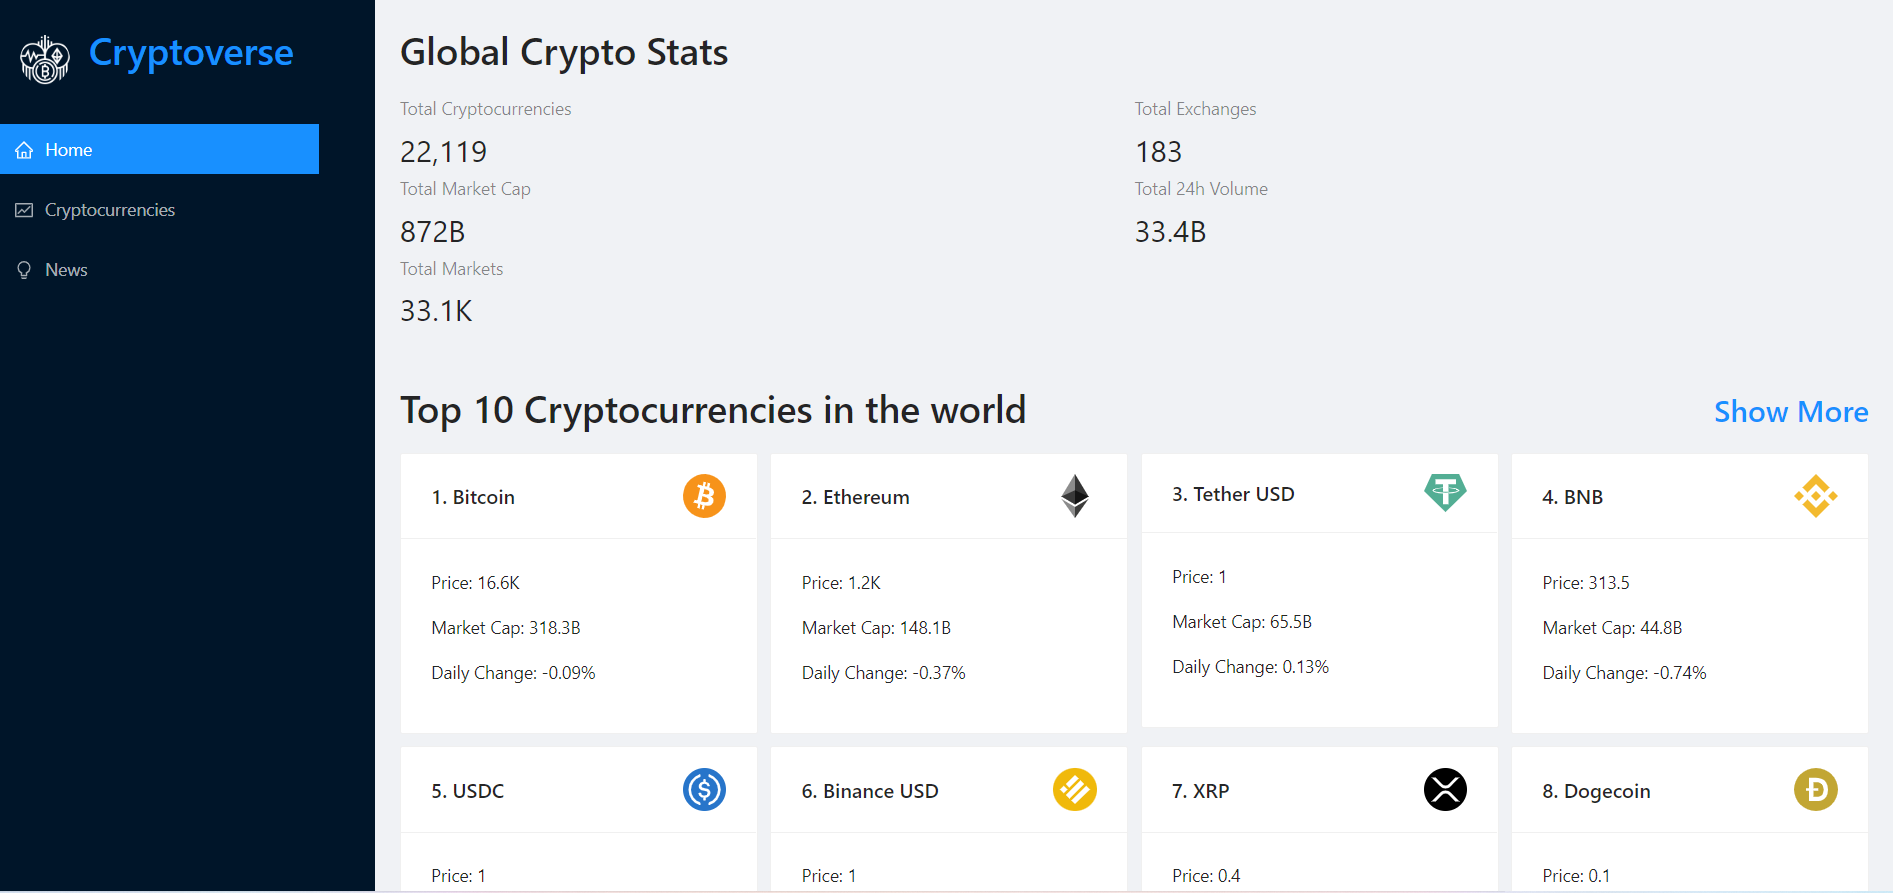 Cryptoverse
Home
Cryptocurrencies
News
Global Crypto Stats
Total Cryptocurrencies
22,119
Total Exchanges
183
Total Market Cap
872B
Total 24h Volume
33.4B
Total Markets
33.1K
Top 10 Cryptocurrencies in the world
Show More
1. Bitcoin
Price: 16.6K
Market Cap: 318.3B
Daily Change: -0.09%
2. Ethereum
Price: 1.2K
Market Cap: 148.1B
Daily Change: -0.37%
3. Tether USD
Price: 1
Market Cap: 65.5B
Daily Change: 0.13%
4. BNB
Price: 313.5
Market Cap: 44.8B
Daily Change: -0.74%
5. USDC
Price: 1
6. Binance USD
Price: 1
7. XRP
Price: 0.4
8. Dogecoin
Price: 0.1